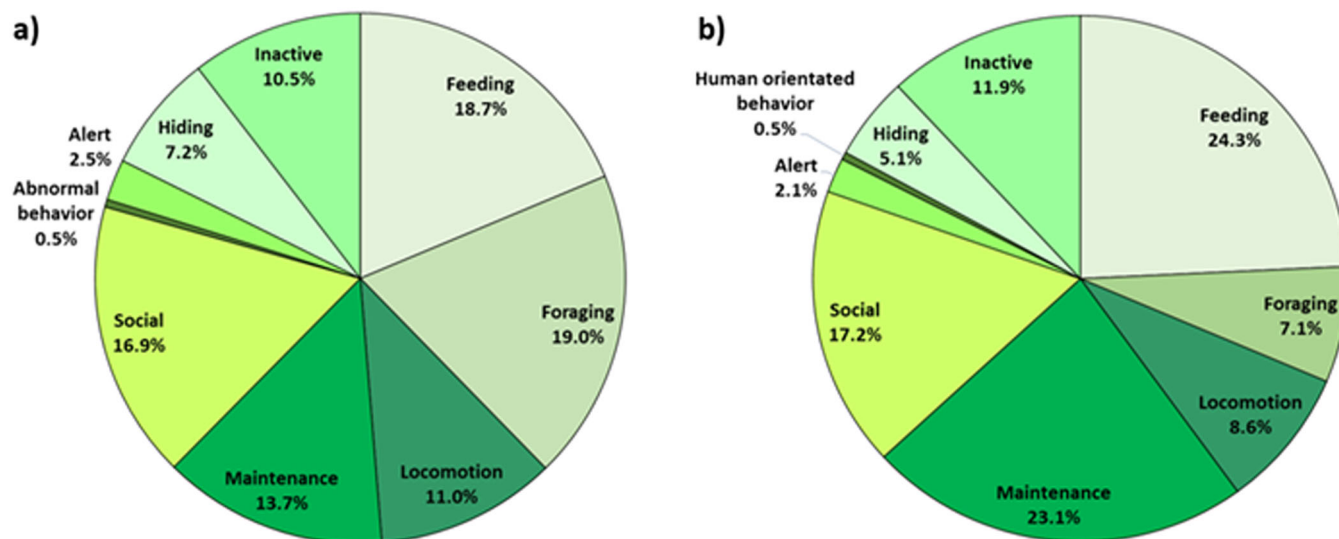 a)
Inactive
10.5%
Feeding
18.7%
Hiding
7.2%
Alert
2.5%
Abnormal
behavior
0.5%
Foraging
19.0%
Social
16.9%
Maintenance
13.7%
Locomotion
11.0%
b)
Inactive
11.9%
Human orientated
behavior
0.5%
Feeding
24.3%
Hiding
5.1%
Alert
2.1%
Foraging
7.1%
Social
17.2%
Locomotion
8.6%
Maintenance
23.1%